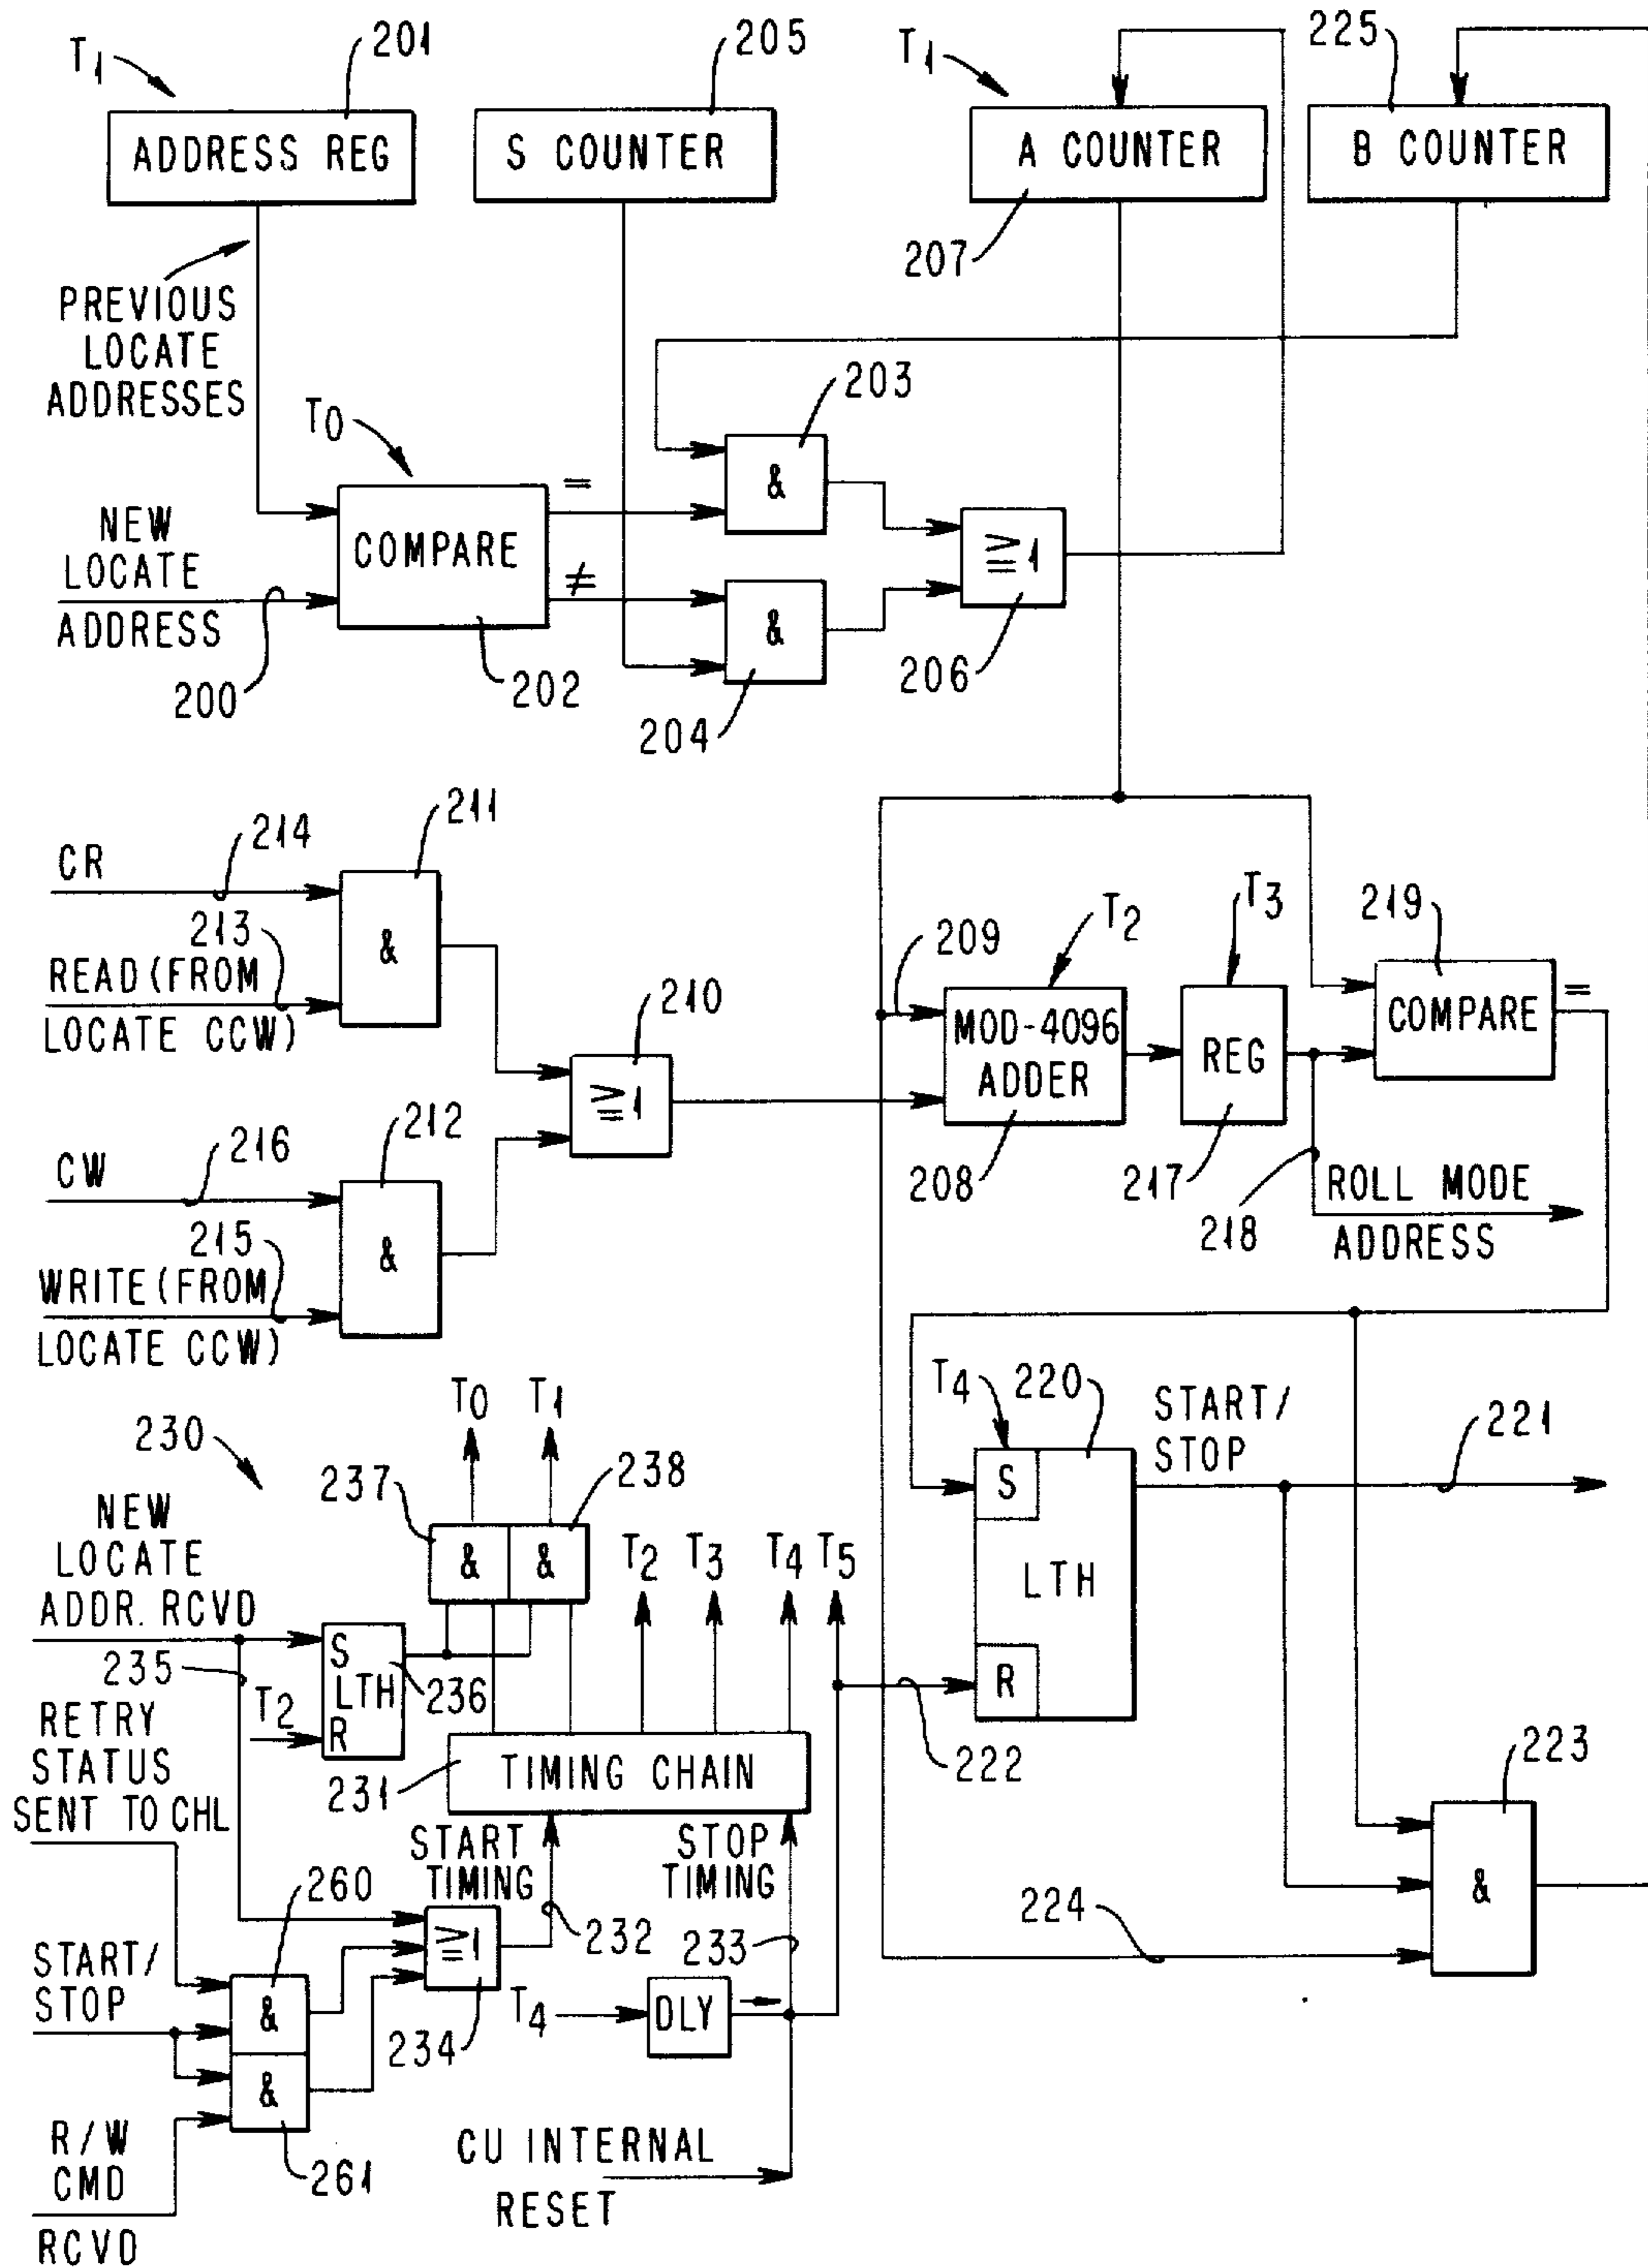 T1
201
205
T1
225
ADDRESS REG
S COUNTER
A COUNTER
B COUNTER
207
PREVIOUS
LOCATE
ADDRESSES
T0
203
NEW
LOCATE
ADDRESS
COMPARE
=
≠
&
&
≧1
200
202
204
206
CR
214
211
213
READ (FROM
LOCATE CCW)
&
210
≧1
209
T2
T3
219
MOD-4096
ADDER
REG
COMPARE
=
CW
216
212
215
WRITE (FROM
LOCATE CCW)
&
208
217
218
ROLL MODE
ADDRESS
T0
T1
T4
220
START/
STOP
221
230
237
238
S
LTH
R
NEW
LOCATE
ADDR. RCVD
&
&
T2
T3
T4
T5
235
S
LTH
R
236
T2
RETRY
STATUS
SENT TO CHL
231
TIMING CHAIN
222
223
START
TIMING
STOP
TIMING
260
≧1
232
233
224
&
START/
STOP
&
&
234
T4
DLY
R/W
CMD
RCVD
261
CU INTERNAL
RESET